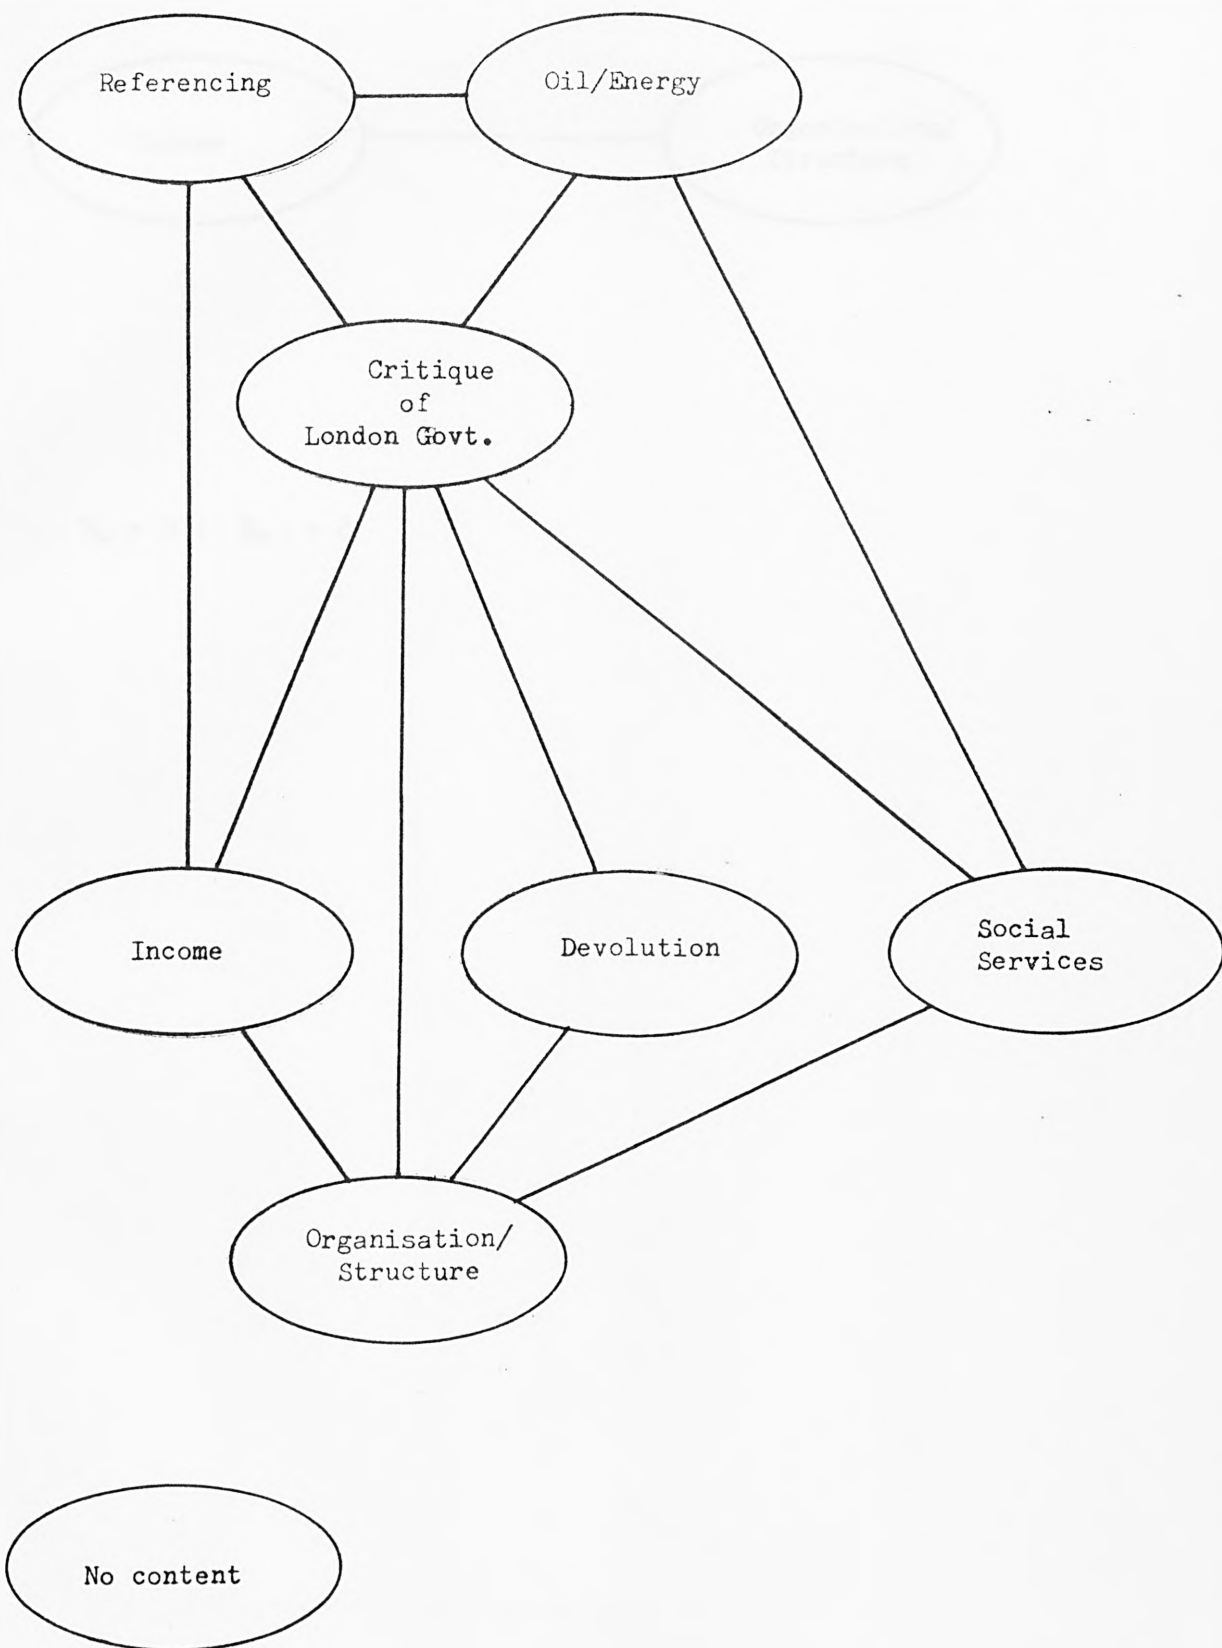 Referencing
Oil/Energy
Critique
of
London Govt.
Income
Devolution
Social
Services
Organisation/
Structure
No content